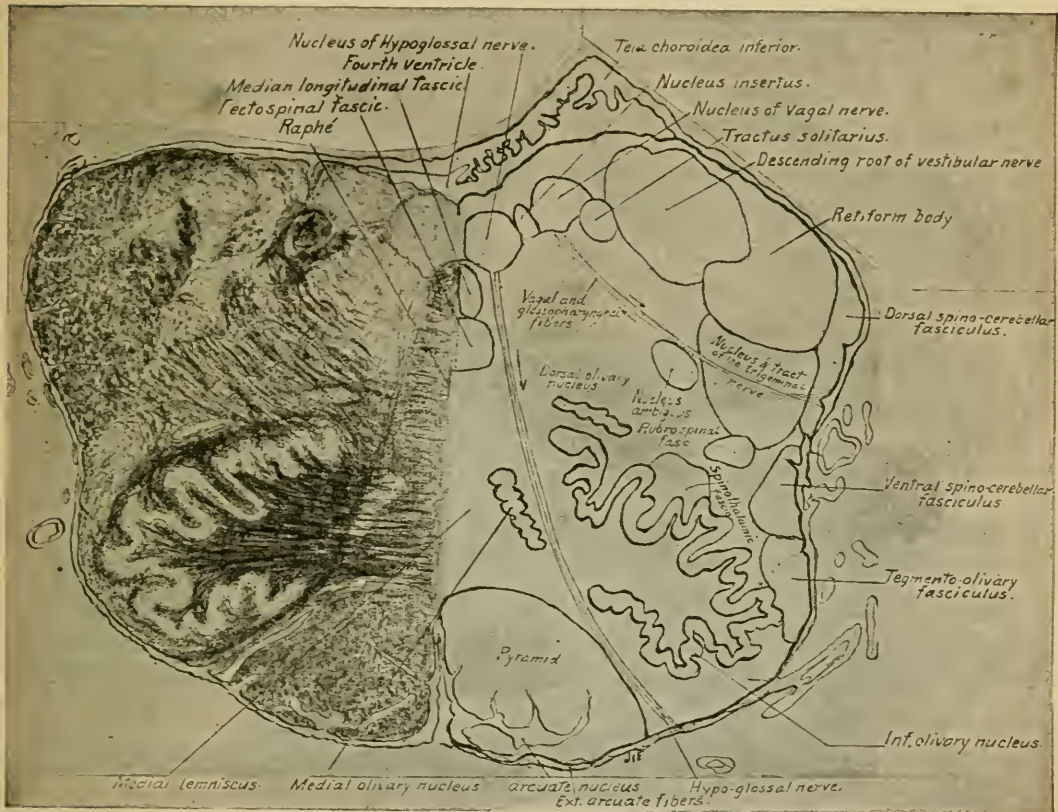 Nucleus of Hypoglossal nerve.
Fourth ventricle.
Median longitudinal fascic.
Tectospinal fascic.
Raphé
Tela choroidea inferior.
Nucleus insertus.
Nucleus of Vagal nerve.
Tractus solitarius.
Descending root of vestibular nerve
Retiform body
Dorsal spino-cerebellar
fasciculus.
Vagal and
glossopharyngeal
fibers.
Nucleus & tract
of the trigeminal
nerve
Dorsal olivary
nucleus
Nucleus
ambiguus
Rubrospinal
fasc
Spinothalamic
fascic
Ventral spino-cerebellar
fasciculus.
Tegmento-olivary
fasciculus.
Pyramid
Inf. olivary nucleus.
JSF
Medial lemniscus.
Medial olivary nucleus
arcuate nucleus
Ext. arcuate fibers.
Hypo-glossal nerve.